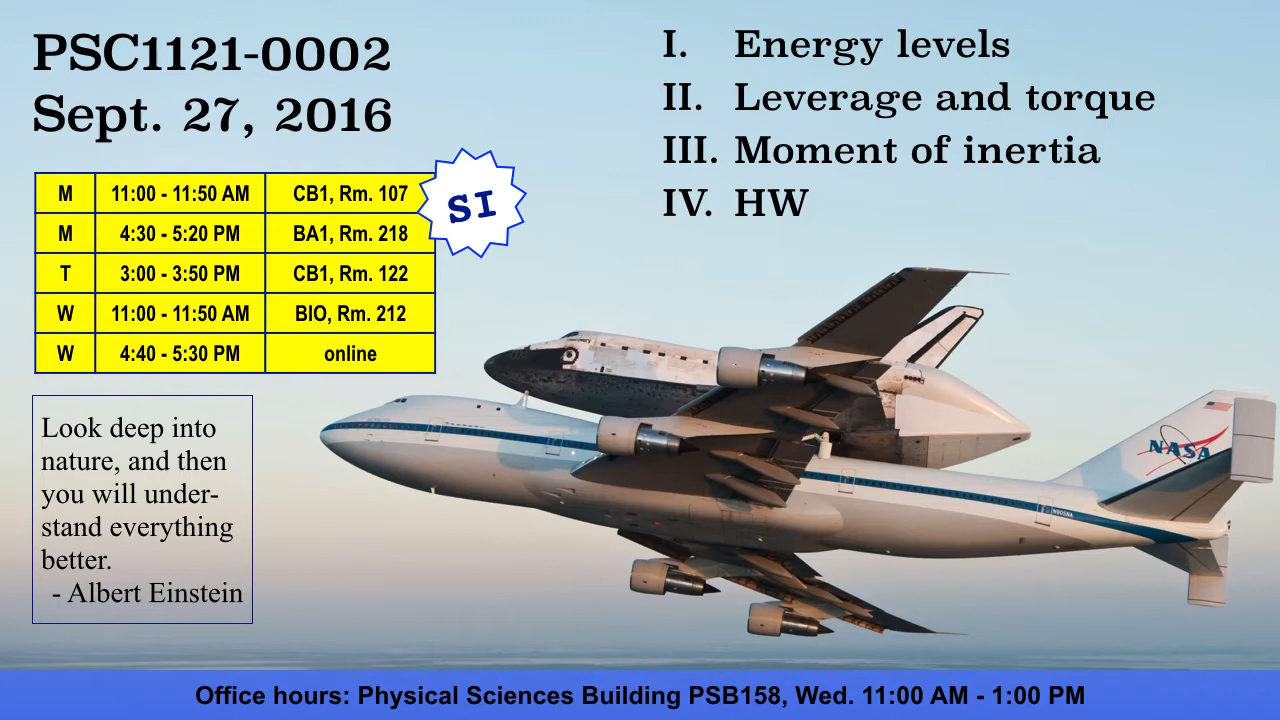 PSC1121-0002
Sept. 27, 2016
I. Energy levels
II. Leverage and torque
III. Moment of inertia
IV. HW
M 11:00 - 11:50 AM CB1, Rm. 107
M 4:30 - 5:20 PM BA1, Rm. 218
T 3:00 - 3:50 PM CB1, Rm. 122
W 11:00 - 11:50 AM BIO, Rm. 212
W 4:40 - 5:30 PM online
SI
Look deep into
nature, and then
you will under-
stand everything
better.
- Albert Einstein
NASA
N905NA
Office hours: Physical Sciences Building PSB158, Wed. 11:00 AM - 1:00 PM